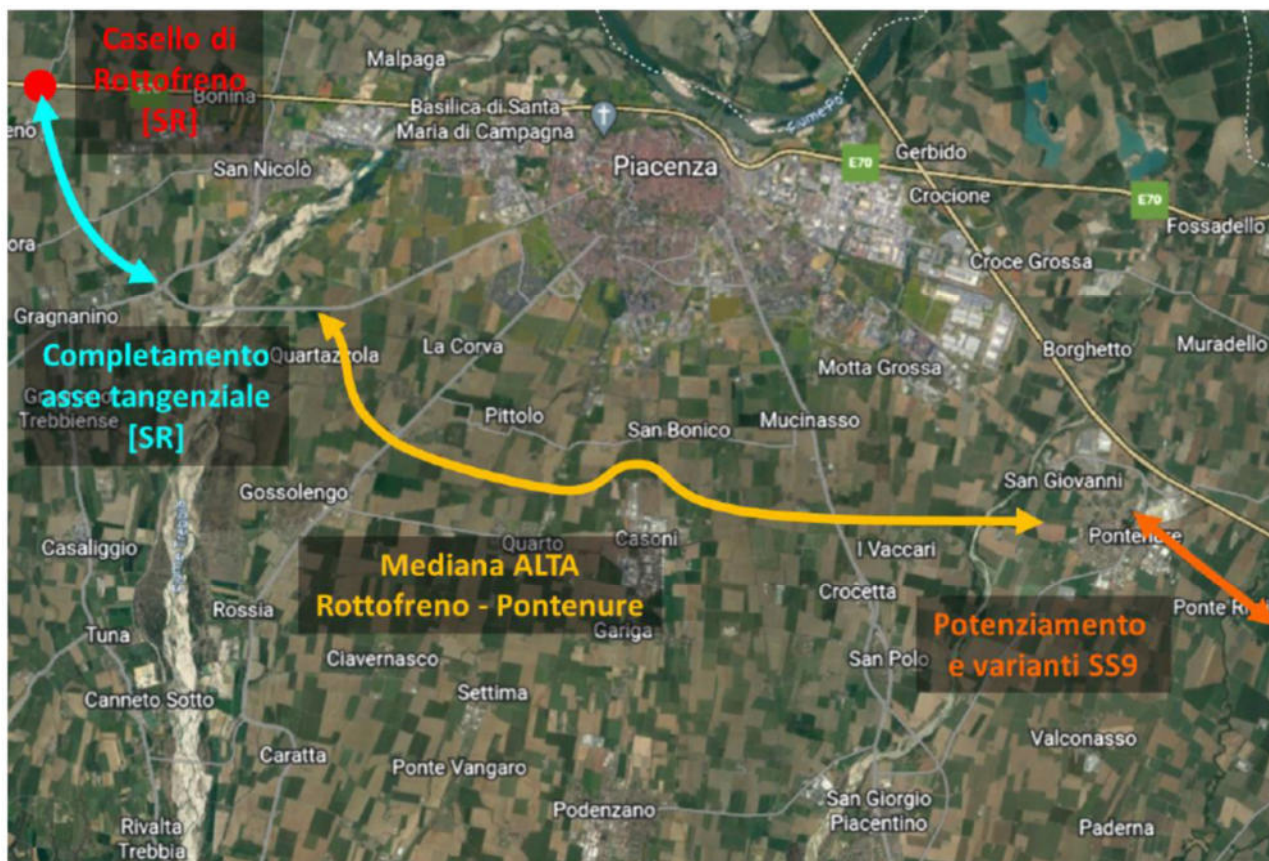 Casello di
Rottofreno
[SR]
Malpaga
Bonina
Basilica di Santa
Maria di Campagna
Fiume Po
Piacenza
E70
Gerbido
San Nicolò
Crocione
E70
Fossadello
Croce Grossa
Gragnanino
Completamento
asse tangenziale
[SR]
Quartazzola
La Corva
Borghetto
Muradello
Motta Grossa
Trebbiense
Pittolo
San Bonico
Mucinasso
Gossolengo
San Giovanni
Casaliggio
Quarto
Casoni
I Vaccari
Pontenure
Mediana ALTA
Rottofreno - Pontenure
Rossia
Crocetta
Gariga
Tuna
Ciavernasco
San Polo
Potenziamento
e varianti SS9
Canneto Sotto
Settima
Caratta
Ponte Vangaro
Valconasso
Podenzano
San Giorgio
Piacentino
Paderna
Rivalta
Trebbia